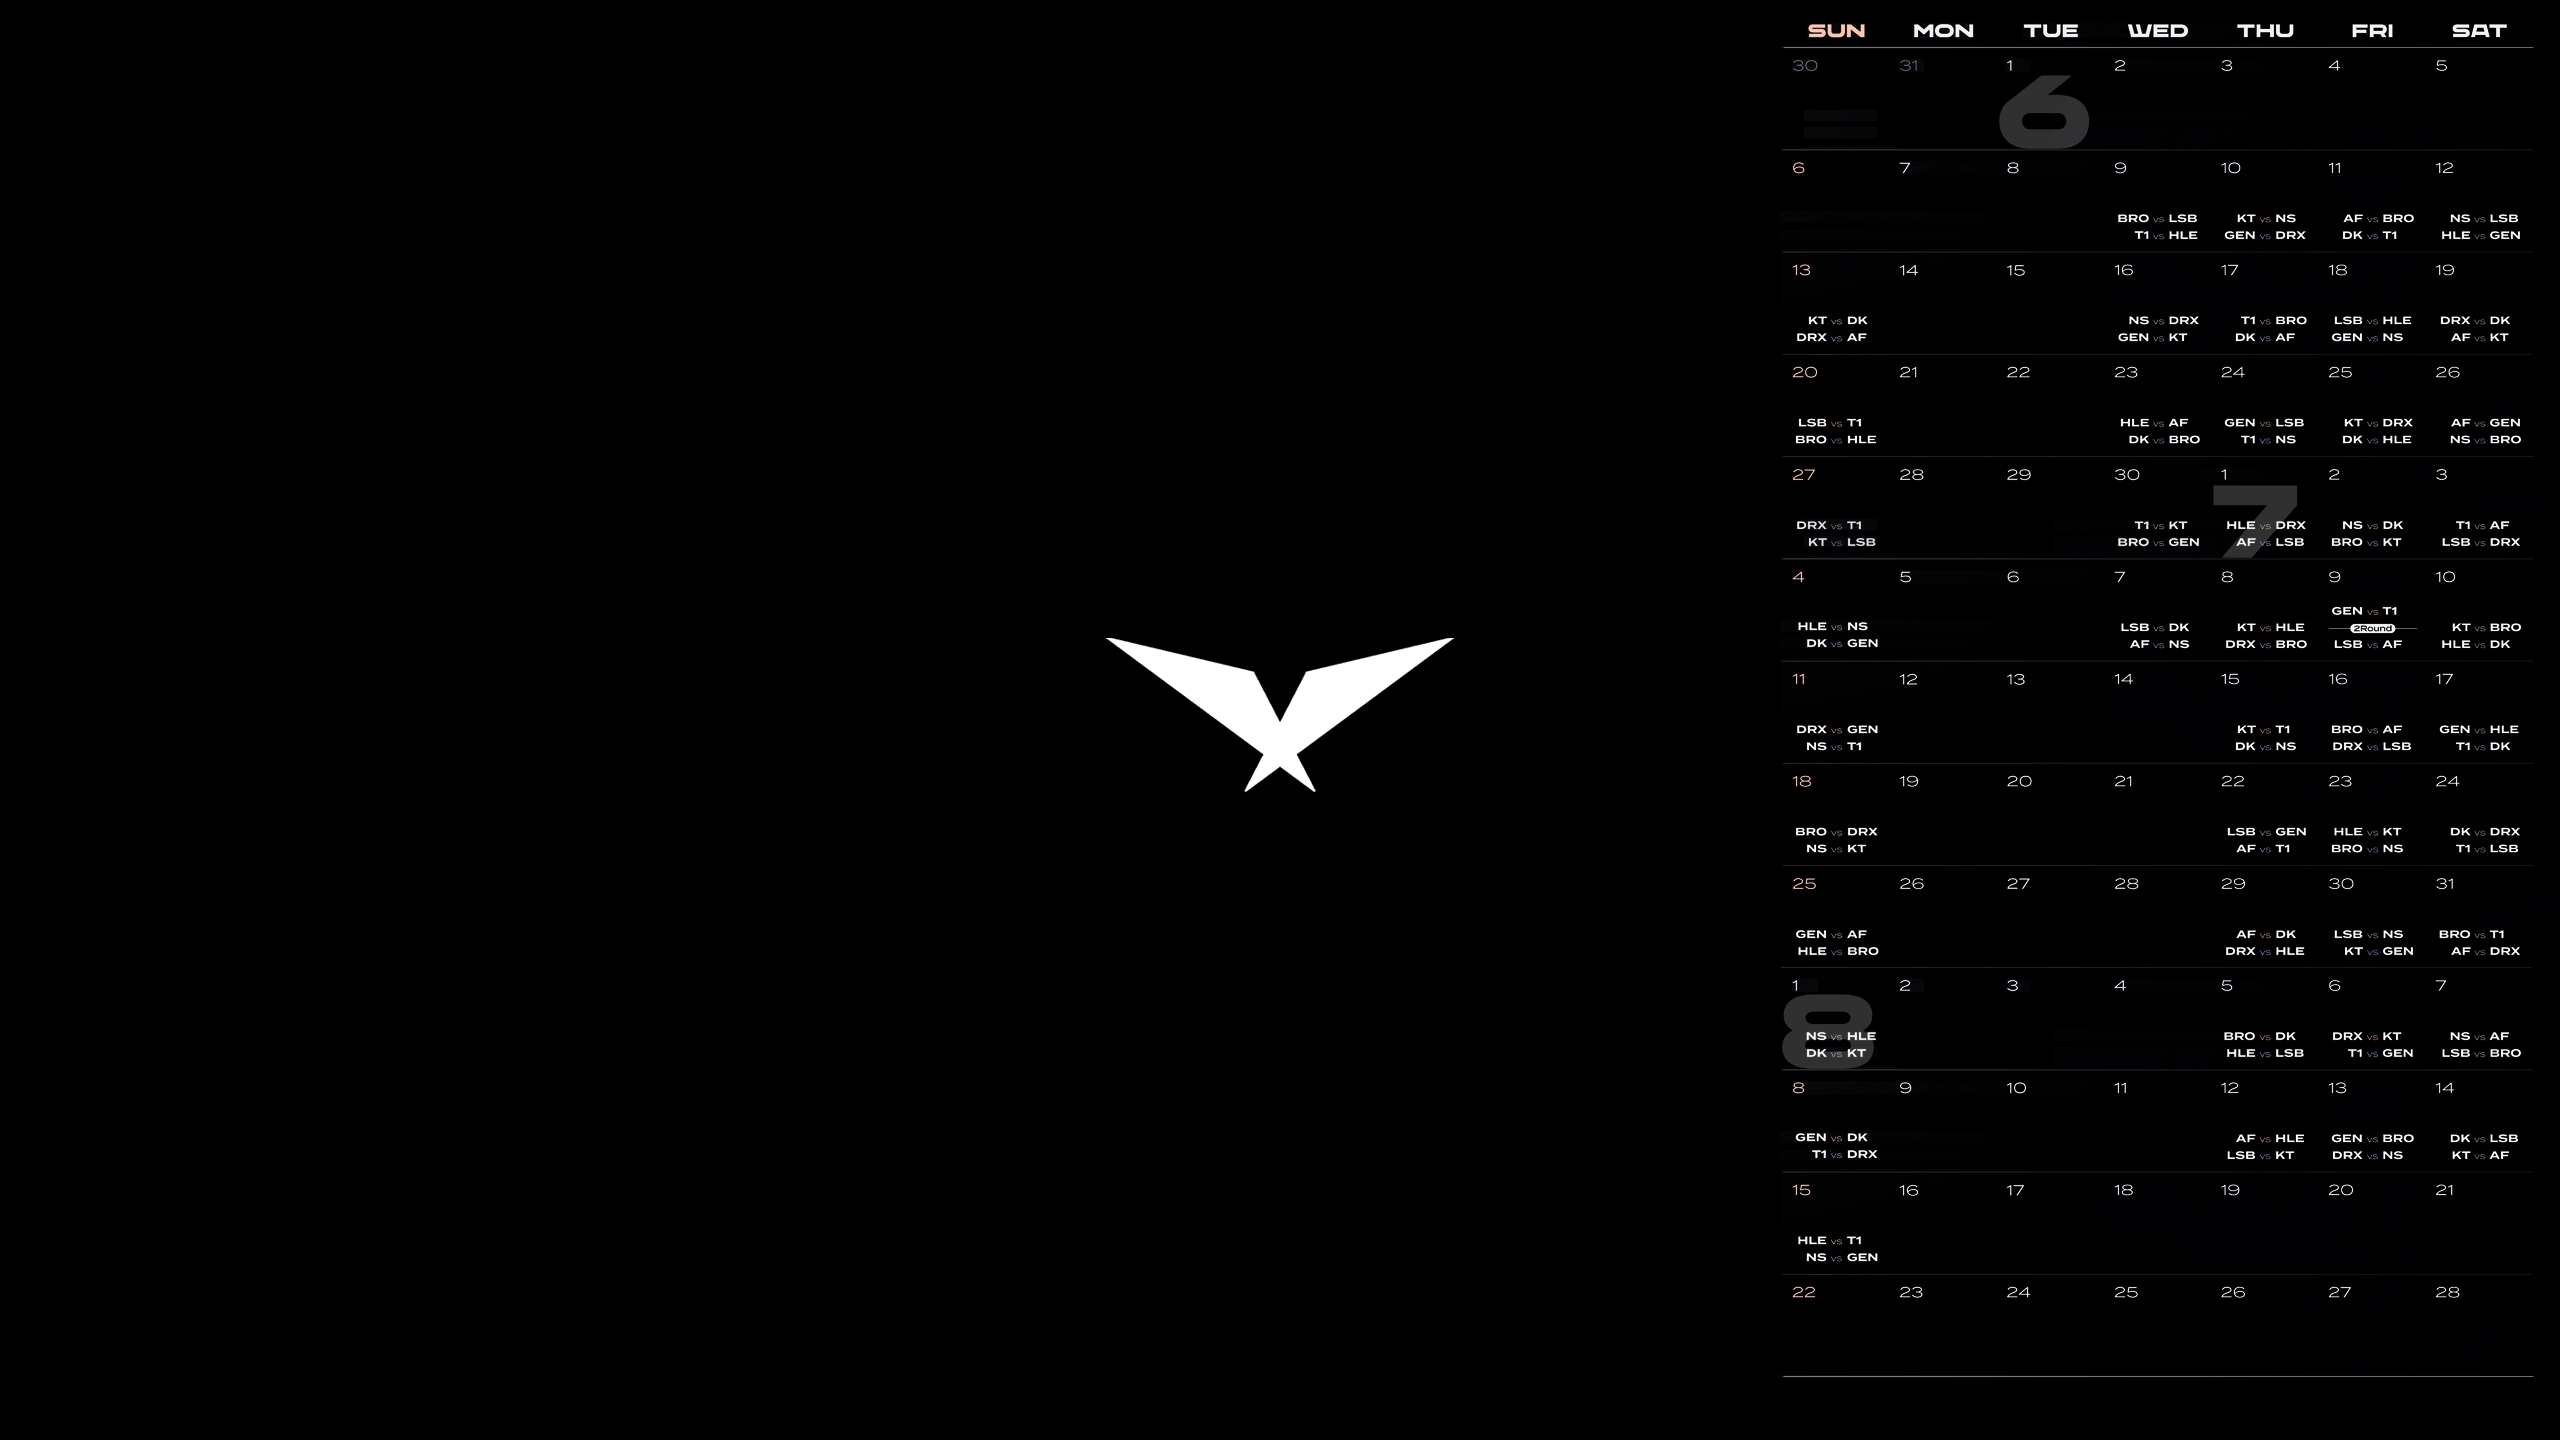 SUN MON TUE WED THU FRI SAT
30 31 1 2 3 4 5
6
6 7 8 9 10 11 12
BRO vs LSB KT vs NS AF vs BRO NS vs LSB
T1 vs HLE GEN vs DRX DK vs T1 HLE vs GEN
13 14 15 16 17 18 19
KT vs DK NS vs DRX T1 vs BRO LSB vs HLE DRX vs DK
DRX vs AF GEN vs KT DK vs AF GEN vs NS AF vs KT
20 21 22 23 24 25 26
LSB vs T1 HLE vs AF GEN vs LSB KT vs DRX AF vs GEN
BRO vs HLE DK vs BRO T1 vs NS DK vs HLE NS vs BRO
27 28 29 30 1 2 3
7
DRX vs T1 T1 vs KT HLE vs DRX NS vs DK T1 vs AF
KT vs LSB BRO vs GEN AF vs LSB BRO vs KT LSB vs DRX
4 5 6 7 8 9 10
GEN vs T1
HLE vs NS LSB vs DK KT vs HLE 2Round KT vs BRO
DK vs GEN AF vs NS DRX vs BRO LSB vs AF HLE vs DK
11 12 13 14 15 16 17
DRX vs GEN KT vs T1 BRO vs AF GEN vs HLE
NS vs T1 DK vs NS DRX vs LSB T1 vs DK
18 19 20 21 22 23 24
BRO vs DRX LSB vs GEN HLE vs KT DK vs DRX
NS vs KT AF vs T1 BRO vs NS T1 vs LSB
25 26 27 28 29 30 31
GEN vs AF AF vs DK LSB vs NS BRO vs T1
HLE vs BRO DRX vs HLE KT vs GEN AF vs DRX
1 2 3 4 5 6 7
8
NS vs HLE BRO vs DK DRX vs KT NS vs AF
DK vs KT HLE vs LSB T1 vs GEN LSB vs BRO
8 9 10 11 12 13 14
GEN vs DK AF vs HLE GEN vs BRO DK vs LSB
T1 vs DRX LSB vs KT DRX vs NS KT vs AF
15 16 17 18 19 20 21
HLE vs T1
NS vs GEN
22 23 24 25 26 27 28